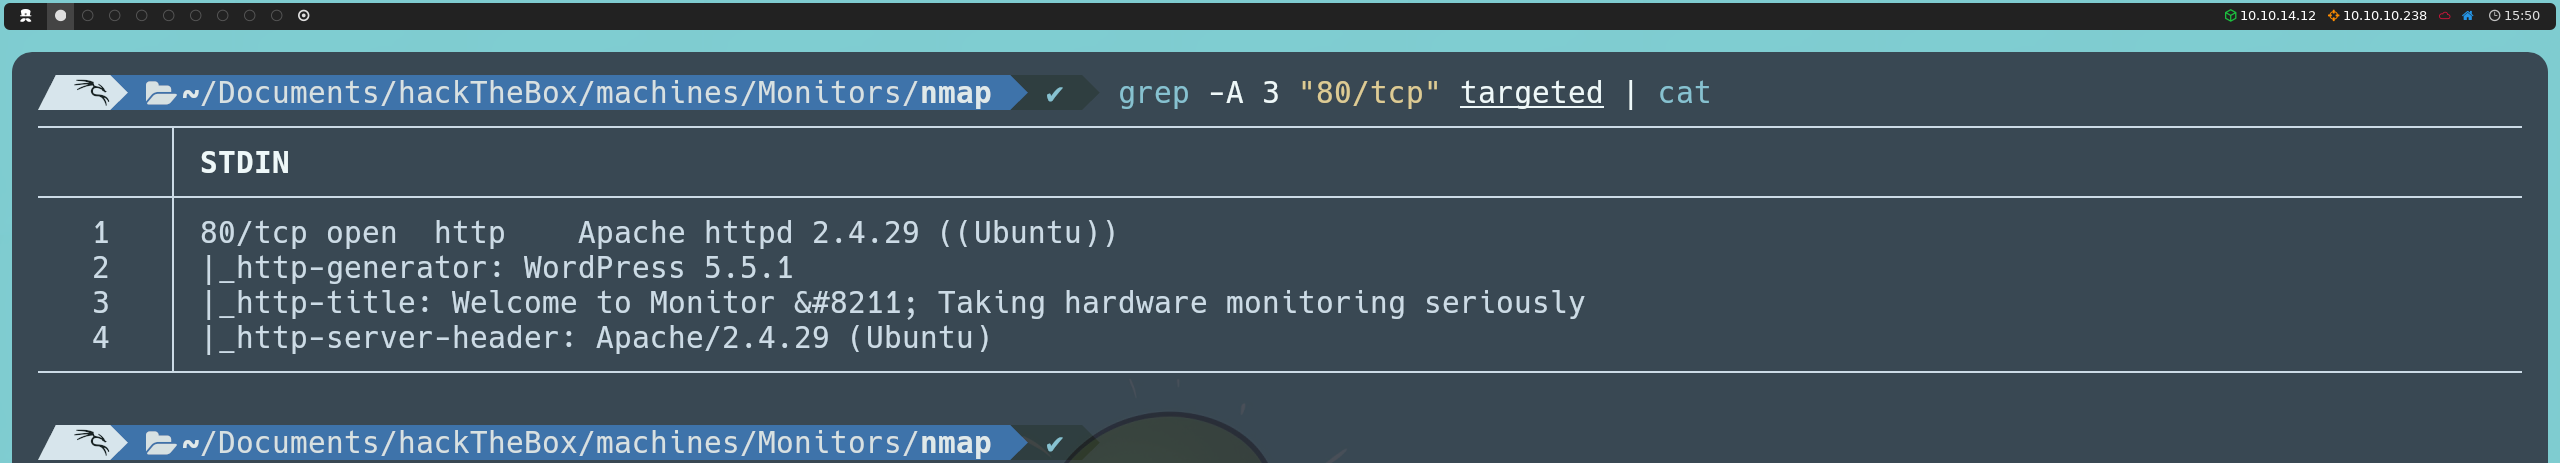 10.10.14.12 10.10.10.238 15:50
~/Documents/hackTheBox/machines/Monitors/nmap ✔ grep -A 3 "80/tcp" targeted | cat
STDIN
1 80/tcp open  http    Apache httpd 2.4.29 ((Ubuntu))
2 |_http-generator: WordPress 5.5.1
3 |_http-title: Welcome to Monitor &#8211; Taking hardware monitoring seriously
4 |_http-server-header: Apache/2.4.29 (Ubuntu)
~/Documents/hackTheBox/machines/Monitors/nmap ✔